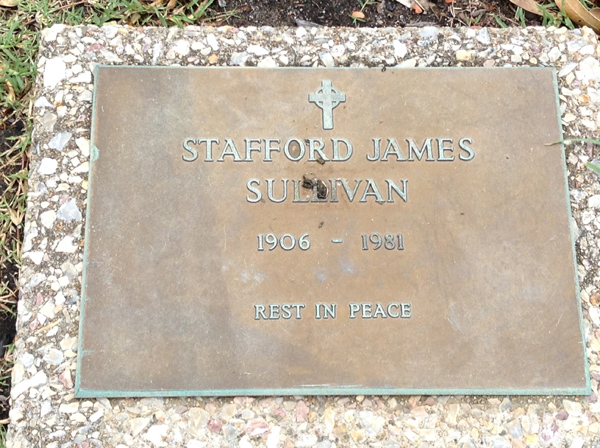 STAFFORD JAMES
SULLIVAN
1906 - 1981
REST IN PEACE